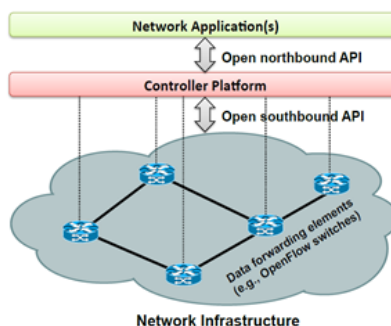 Network Application(s)
Open northbound API
Controller Platform
Open southbound API
Data forwarding elements
(e.g., OpenFlow switches)
Network Infrastructure